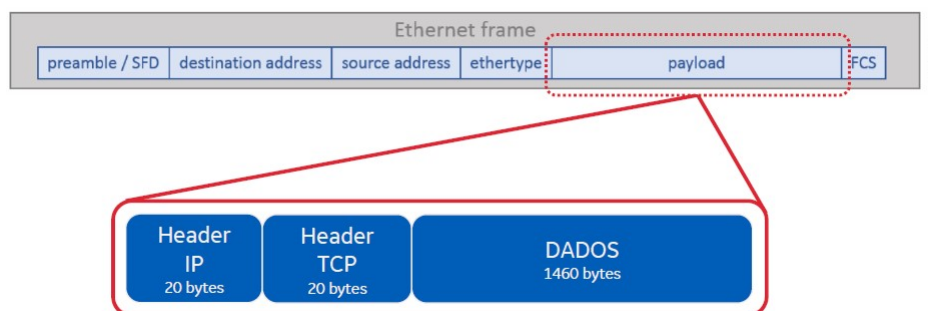 Ethernet frame
preamble / SFD destination address source address ethertype payload FCS
Header IP 20 bytes
Header TCP 20 bytes
DADOS 1460 bytes